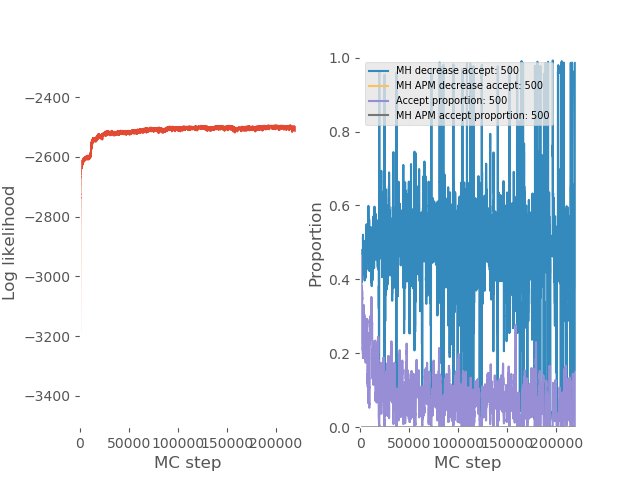 Log likelihood
−2400
−2600
−2800
−3000
−3200
−3400
0
50000
100000
150000
200000
MC step
Proportion
1.0
0.8
0.6
0.4
0.2
0.0
MH decrease accept: 500
MH APM decrease accept: 500
Accept proportion: 500
MH APM accept proportion: 500
0
50000
100000
150000
200000
MC step